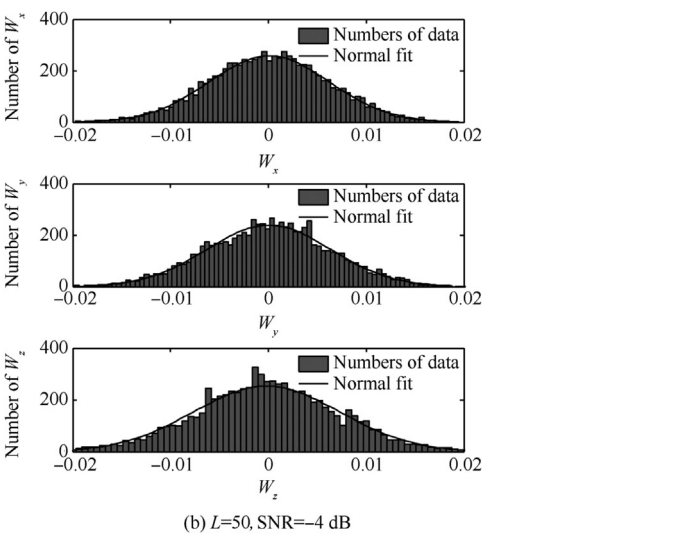 400
200
0
Number of Wx
Numbers of data
Normal fit
−0.02 −0.01 0 0.01 0.02
Wx
400
200
0
Number of Wy
Numbers of data
Normal fit
−0.02 −0.01 0 0.01 0.02
Wy
400
200
0
Number of Wz
Numbers of data
Normal fit
−0.02 −0.01 0 0.01 0.02
Wz
(b) L=50, SNR=−4 dB